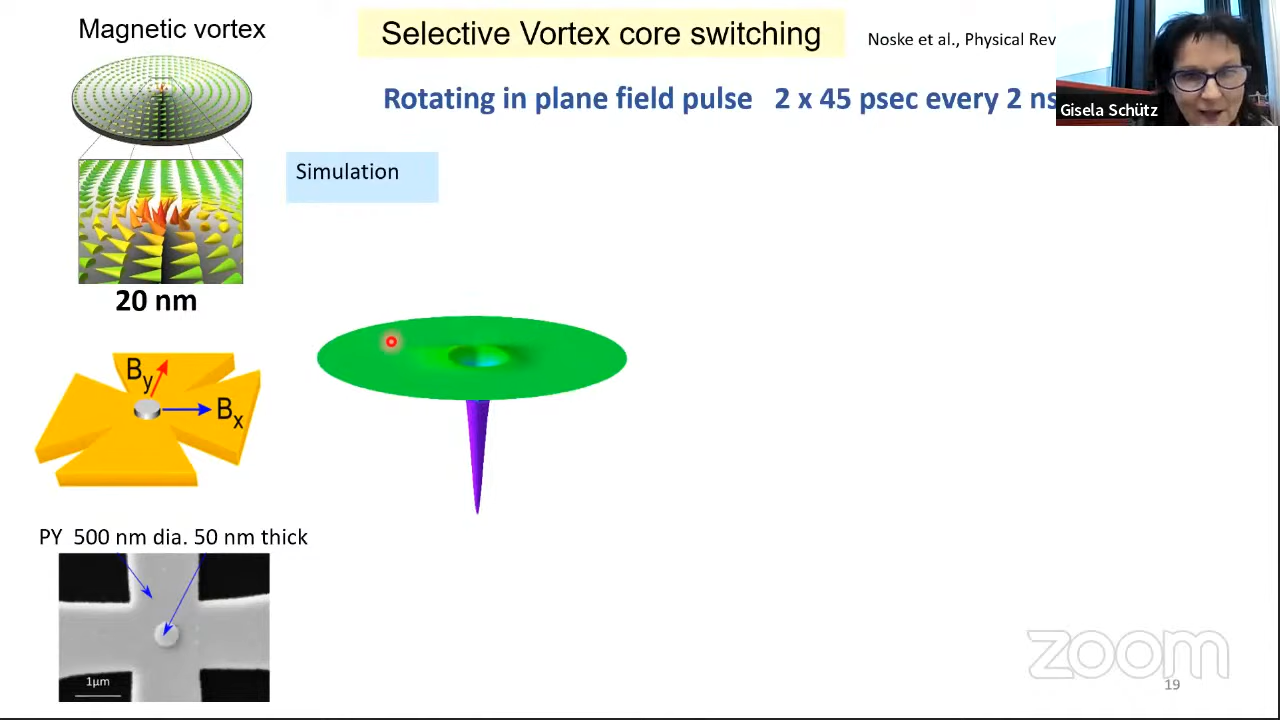 Magnetic vortex
Selective Vortex core switching
Noske et al., Physical Rev
Rotating in plane field pulse 2 x 45 psec every 2 ns
Gisela Schütz
Simulation
20 nm
By
Bx
PY 500 nm dia. 50 nm thick
1µm
zoom
19